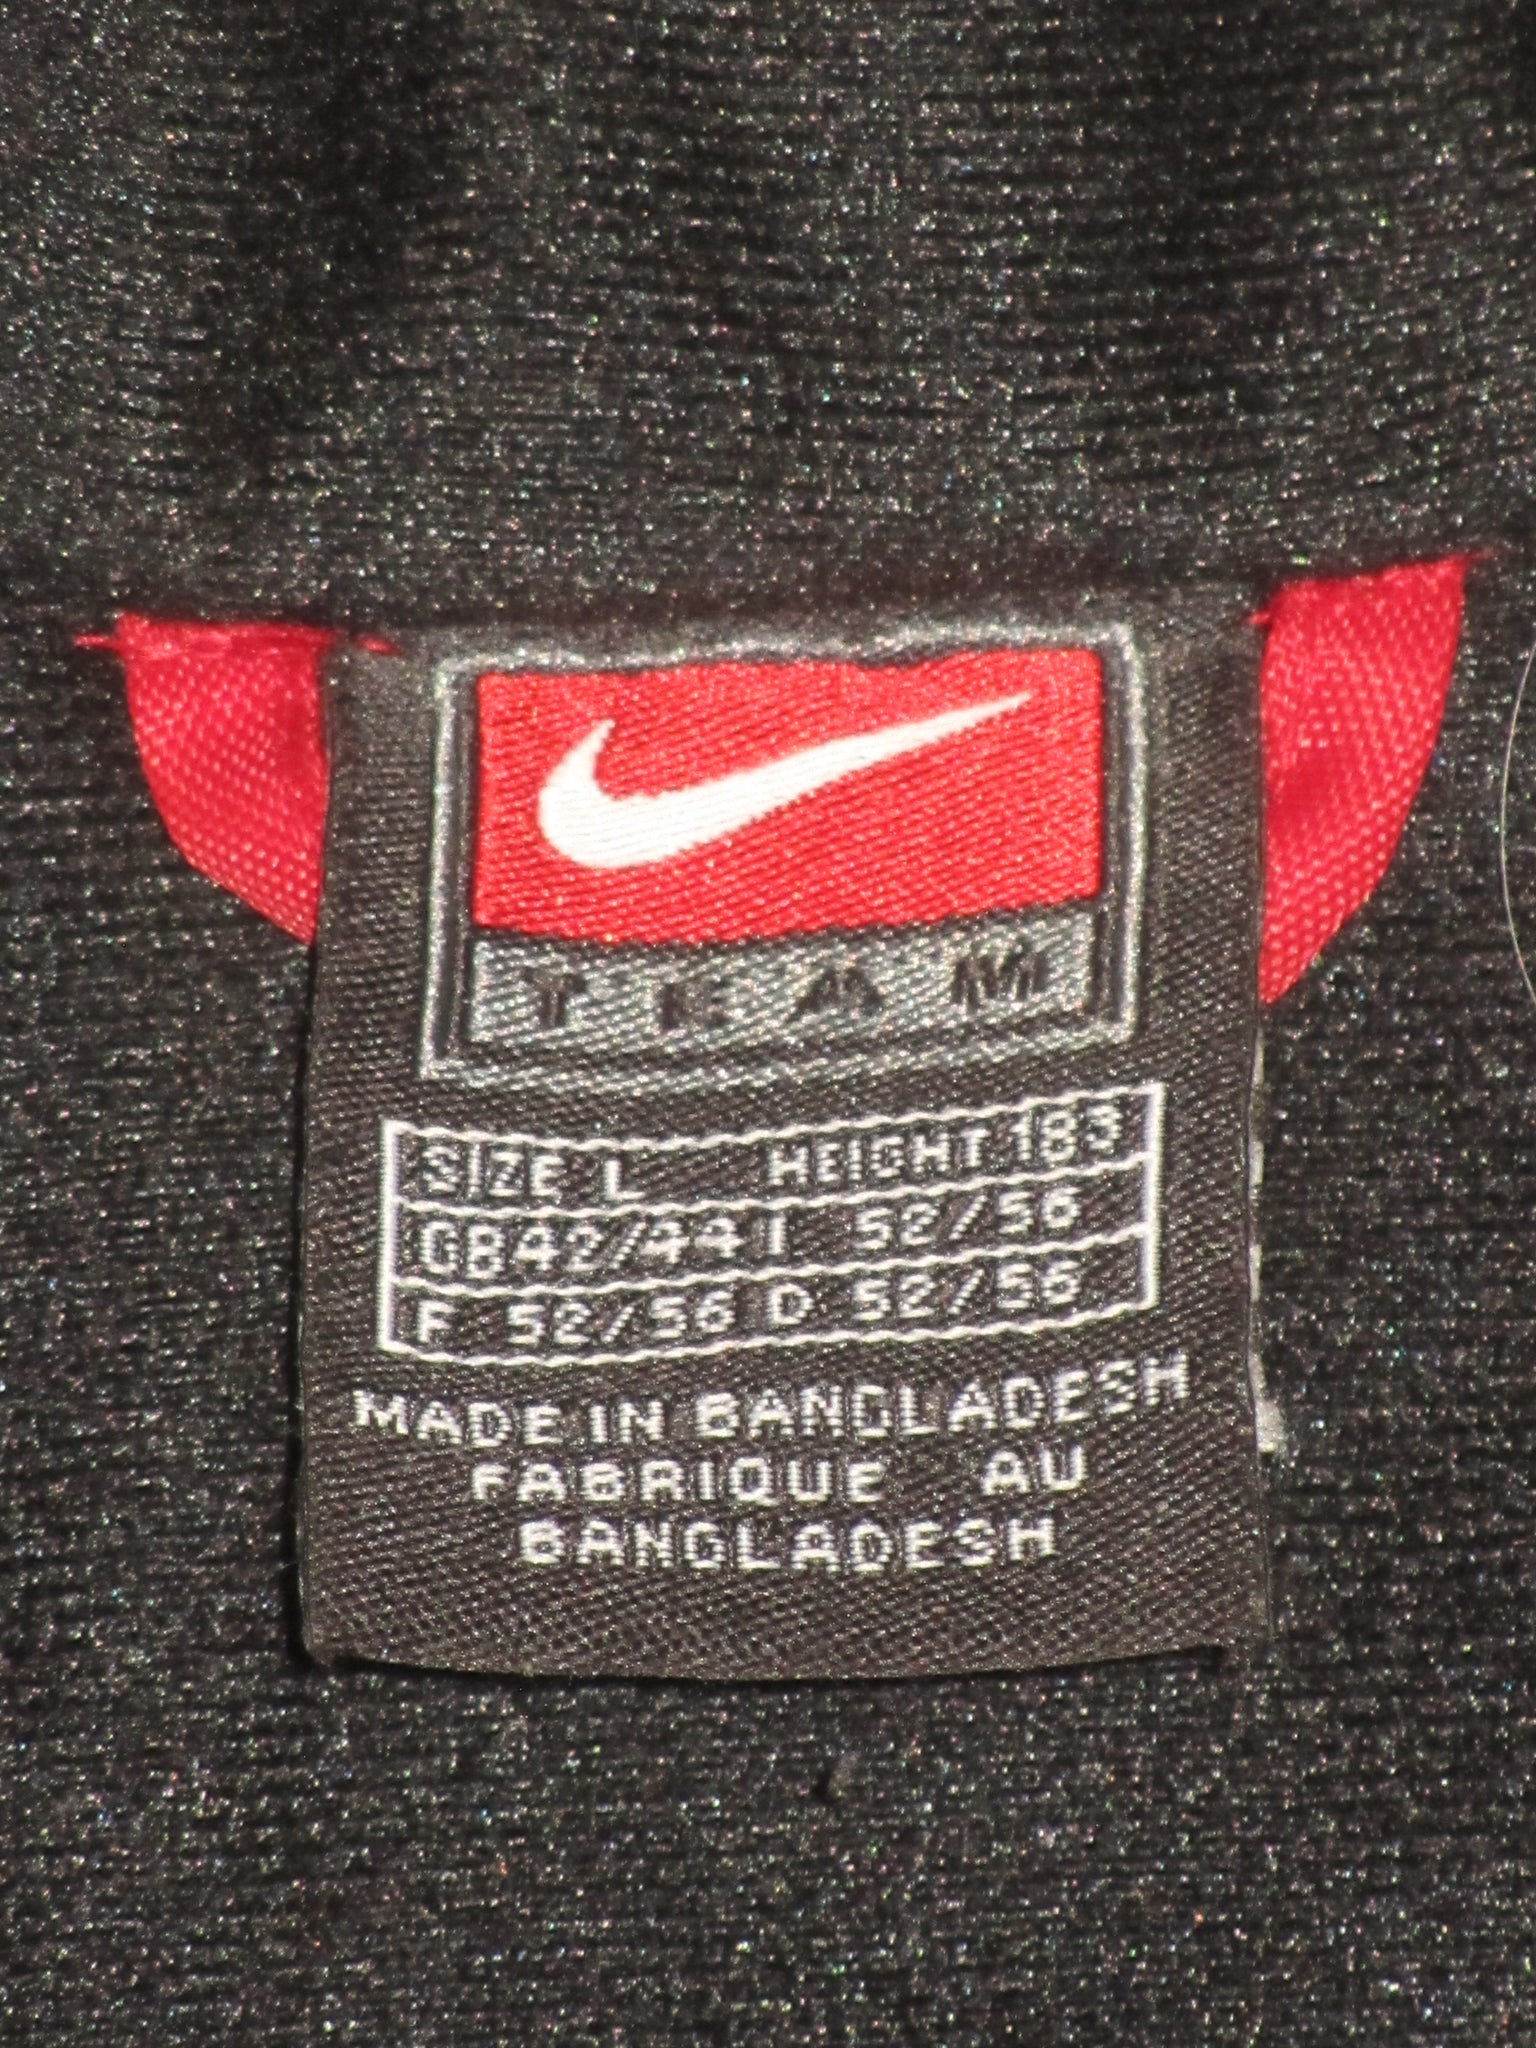 TEAM
SIZE L HEIGHT 183
GB42/44 I 52/56
F 52/56 D 52/56
MADE IN BANGLADESH
FABRIQUE AU
BANGLADESH